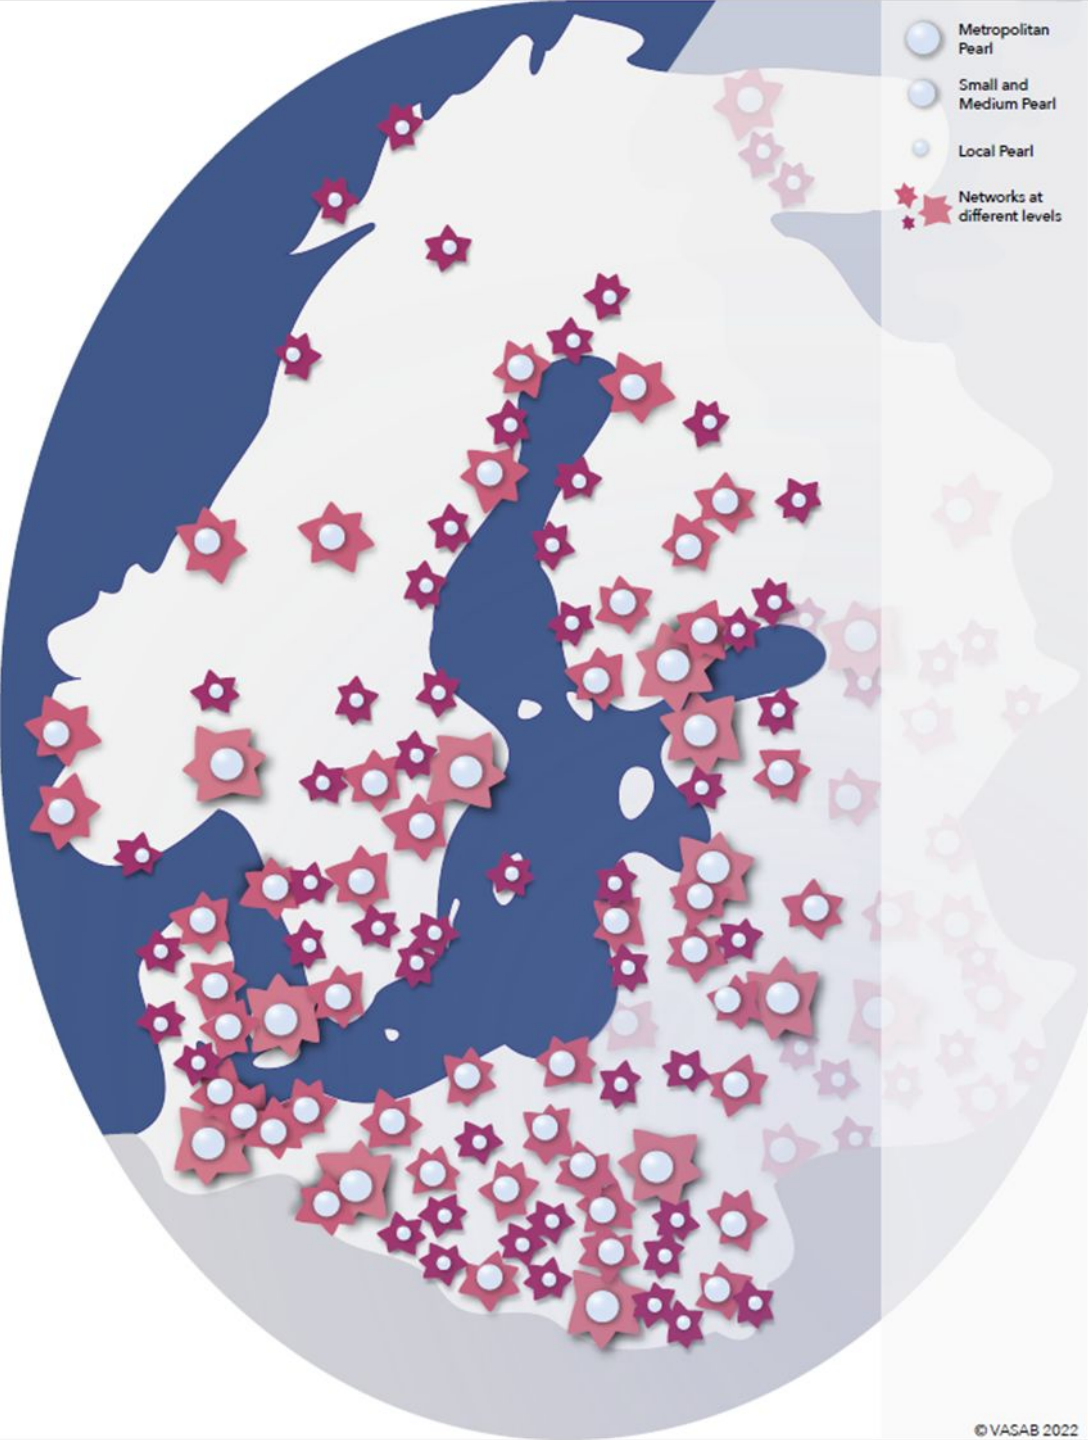 Metropolitan
Pearl
Small and
Medium Pearl
Local Pearl
Networks at
different levels
© VASAB 2022